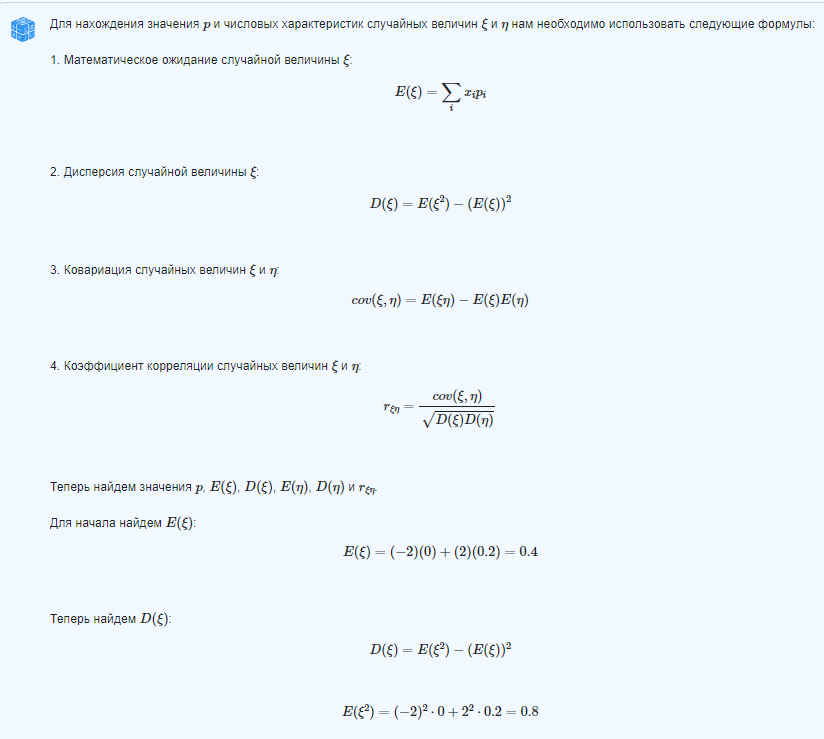 Для нахождения значения p и числовых характеристик случайных величин ξ и η нам необходимо использовать следующие формулы:
1. Математическое ожидание случайной величины ξ:
E(ξ) = ∑_i x_i p_i
2. Дисперсия случайной величины ξ:
D(ξ) = E(ξ²) − (E(ξ))²
3. Ковариация случайных величин ξ и η:
cov(ξ, η) = E(ξη) − E(ξ)E(η)
4. Коэффициент корреляции случайных величин ξ и η:
r_ξη = cov(ξ, η) / √(D(ξ)D(η))
Теперь найдем значения p, E(ξ), D(ξ), E(η), D(η) и r_ξη.
Для начала найдем E(ξ):
E(ξ) = (−2)(0) + (2)(0.2) = 0.4
Теперь найдем D(ξ):
D(ξ) = E(ξ²) − (E(ξ))²
E(ξ²) = (−2)² · 0 + 2² · 0.2 = 0.8